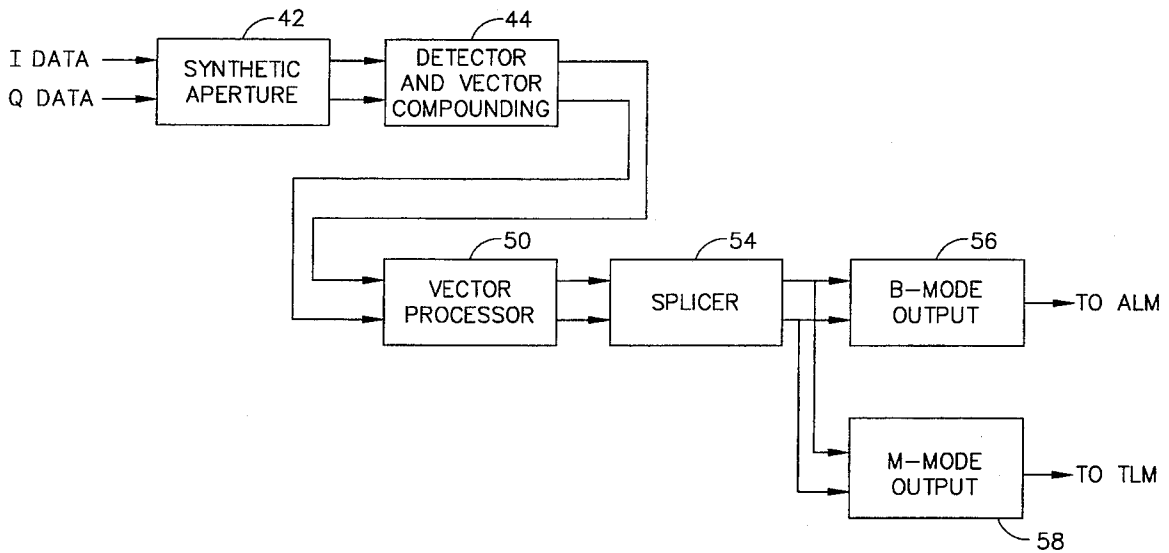 42
44
I DATA
Q DATA
SYNTHETIC
APERTURE
DETECTOR
AND VECTOR
COMPOUNDING
50
54
56
VECTOR
PROCESSOR
SPLICER
B-MODE
OUTPUT
TO ALM
M-MODE
OUTPUT
TO TLM
58